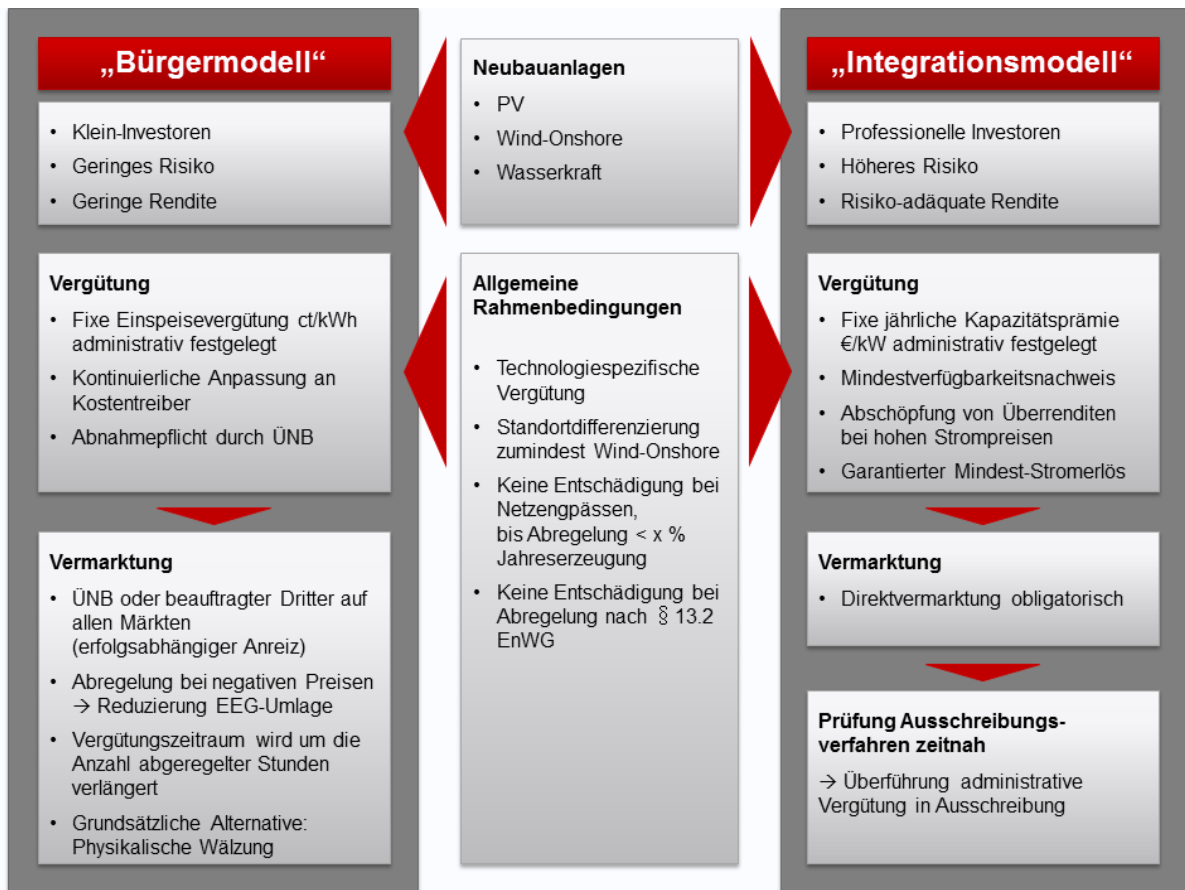 „Bürgermodell“
• Klein-Investoren
• Geringes Risiko
• Geringe Rendite
Vergütung
• Fixe Einspeisevergütung ct/kWh
administrativ festgelegt
• Kontinuierliche Anpassung an
Kostentreiber
• Abnahmepflicht durch ÜNB
Vermarktung
• ÜNB oder beauftragter Dritter auf
allen Märkten
(erfolgsabhängiger Anreiz)
• Abregelung bei negativen Preisen
→ Reduzierung EEG-Umlage
• Vergütungszeitraum wird um die
Anzahl abgeregelter Stunden
verlängert
• Grundsätzliche Alternative:
Physikalische Wälzung
Neubauanlagen
• PV
• Wind-Onshore
• Wasserkraft
Allgemeine
Rahmenbedingungen
• Technologiespezifische
Vergütung
• Standortdifferenzierung
zumindest Wind-Onshore
• Keine Entschädigung bei
Netzengpässen,
bis Abregelung < x %
Jahreserzeugung
• Keine Entschädigung bei
Abregelung nach § 13.2
EnWG
„Integrationsmodell“
• Professionelle Investoren
• Höheres Risiko
• Risiko-adäquate Rendite
Vergütung
• Fixe jährliche Kapazitätsprämie
€/kW administrativ festgelegt
• Mindestverfügbarkeitsnachweis
• Abschöpfung von Überrenditen
bei hohen Strompreisen
• Garantierter Mindest-Stromerlös
Vermarktung
• Direktvermarktung obligatorisch
Prüfung Ausschreibungs-
verfahren zeitnah
→ Überführung administrative
Vergütung in Ausschreibung